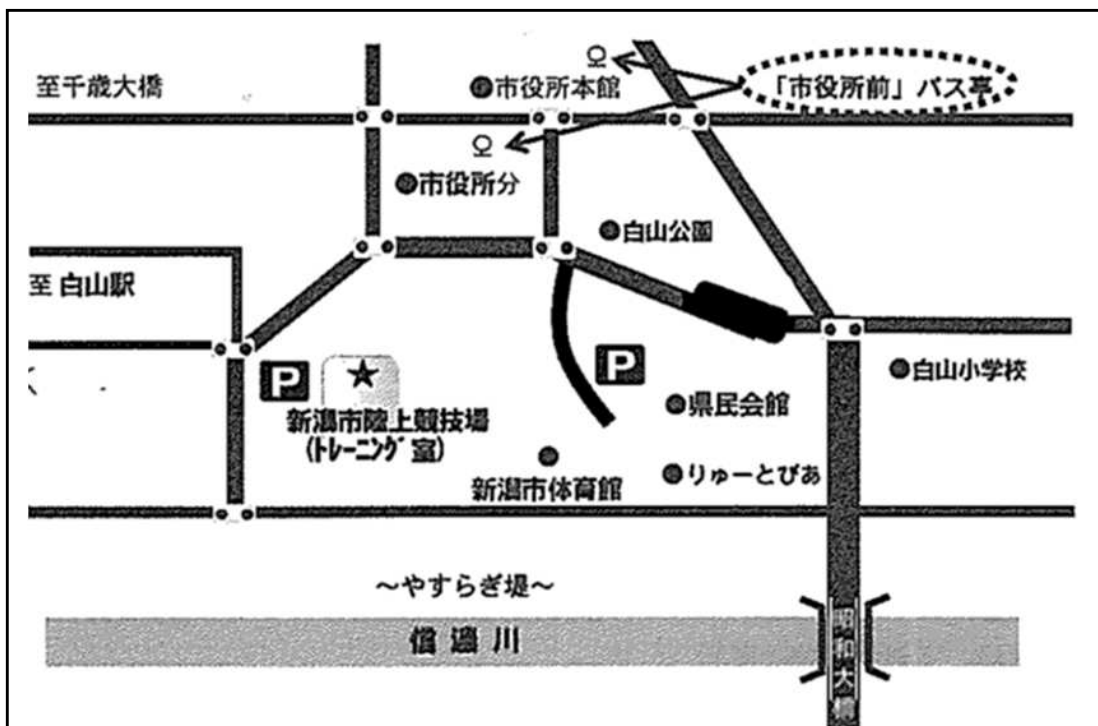 至千歳大橋
市役所本館
「市役所前」バス亭
市役所分
白山公園
至 白山駅
P
P
新潟市陸上競技場
(トレーニング室)
県民会館
白山小学校
新潟市体育館
りゅーとぴあ
～やすらぎ堤～
信濃川
昭和大橋